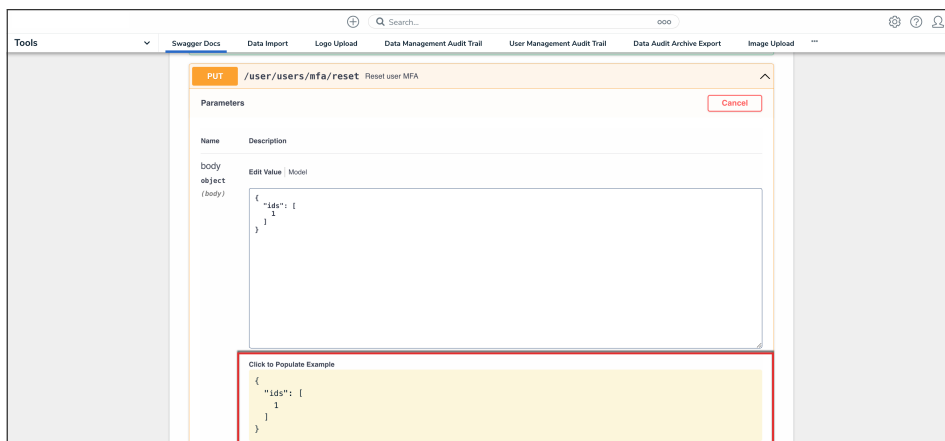 Search...
Tools
Swagger Docs Data Import Logo Upload Data Management Audit Trail User Management Audit Trail Data Audit Archive Export Image Upload
PUT /user/users/mfa/reset Reset user MFA
Parameters Cancel
Name Description
body
object
(body)
Edit Value Model
{
"ids": [
1
]
}
Click to Populate Example
{
"ids": [
1
]
}